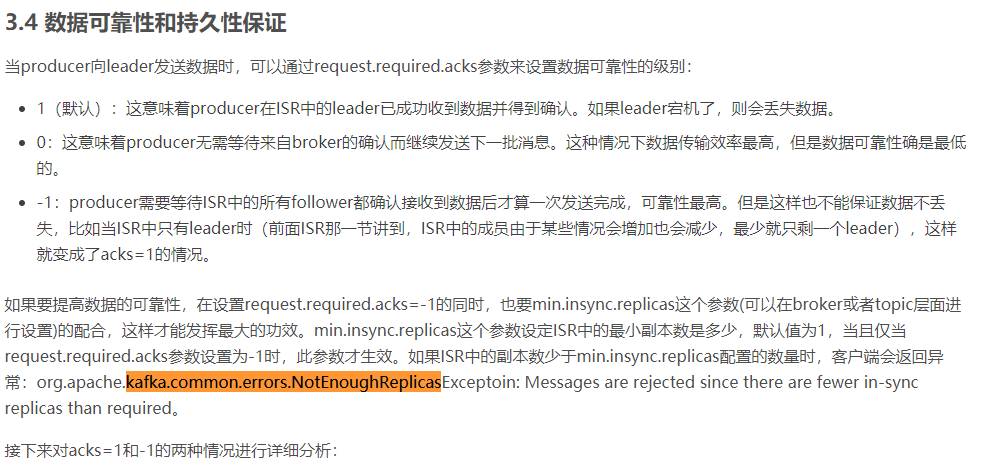 3.4 数据可靠性和持久性保证
当producer向leader发送数据时，可以通过request.required.acks参数来设置数据可靠性的级别：
1（默认）：这意味着producer在ISR中的leader已成功收到数据并得到确认。如果leader宕机了，则会丢失数据。
0：这意味着producer无需等待来自broker的确认而继续发送下一批消息。这种情况下数据传输效率最高，但是数据可靠性确是最低
的。
-1：producer需要等待ISR中的所有follower都确认接收到数据后才算一次发送完成，可靠性最高。但是这样也不能保证数据不丢
失，比如当ISR中只有leader时（前面ISR那一节讲到，ISR中的成员由于某些情况会增加也会减少，最少就只剩一个leader），这样
就变成了acks=1的情况。
如果要提高数据的可靠性，在设置request.required.acks=-1的同时，也要min.insync.replicas这个参数(可以在broker或者topic层面进
行设置)的配合，这样才能发挥最大的功效。min.insync.replicas这个参数设定ISR中的最小副本数是多少，默认值为1，当且仅当
request.required.acks参数设置为-1时，此参数才生效。如果ISR中的副本数少于min.insync.replicas配置的数量时，客户端会返回异
常：org.apache.kafka.common.errors.NotEnoughReplicasExceptoin: Messages are rejected since there are fewer in-sync
replicas than required。
接下来对acks=1和-1的两种情况进行详细分析：